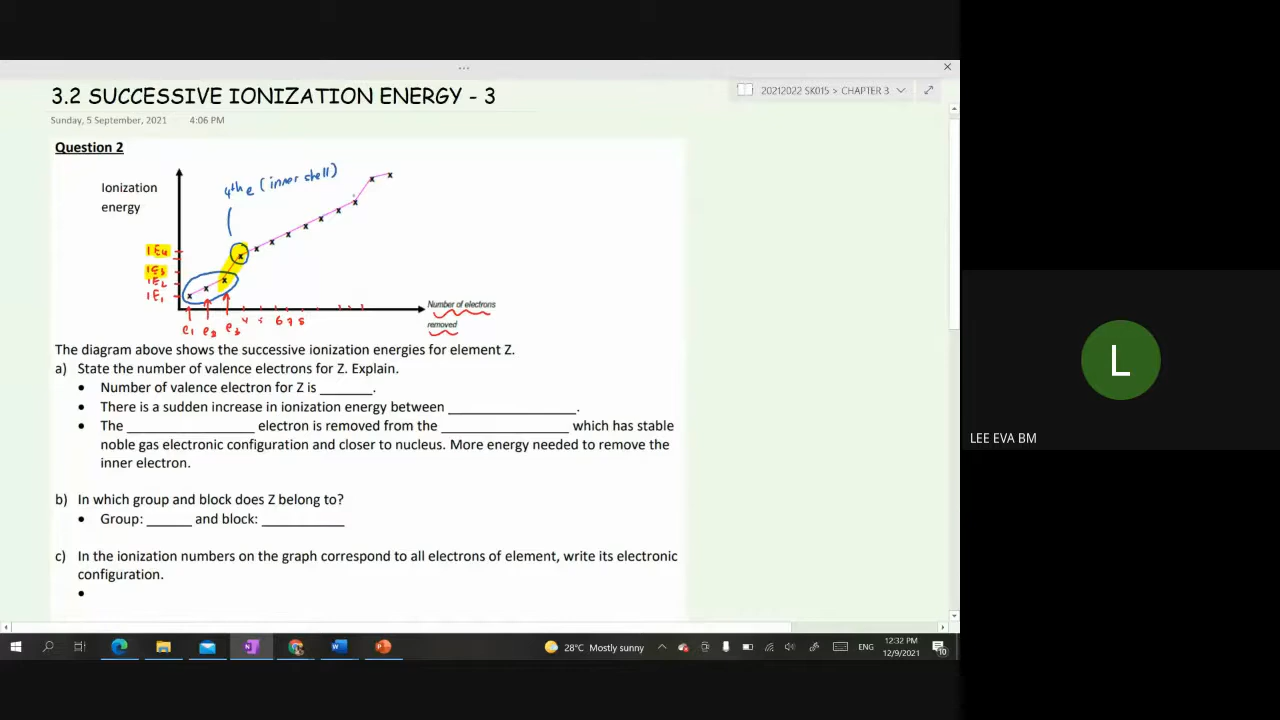 3.2 SUCCESSIVE IONIZATION ENERGY - 3
20212022 SK015 > CHAPTER 3
Sunday, 5 September, 2021 4:06 PM
Question 2
4th e (inner shell)
Ionization
energy
IE4
IE3
IE2
IE1
Number of electrons
removed
e1 e2 e3 4 5 6 7 8
The diagram above shows the successive ionization energies for element Z.
a) State the number of valence electrons for Z. Explain.
• Number of valence electron for Z is _______.
• There is a sudden increase in ionization energy between _________________.
• The _________________ electron is removed from the _________________ which has stable
noble gas electronic configuration and closer to nucleus. More energy needed to remove the
inner electron.
b) In which group and block does Z belong to?
• Group: ______ and block: ___________
c) In the ionization numbers on the graph correspond to all electrons of element, write its electronic
configuration.
•
L
LEE EVA BM
28°C Mostly sunny
ENG
12:32 PM
12/9/2021
10